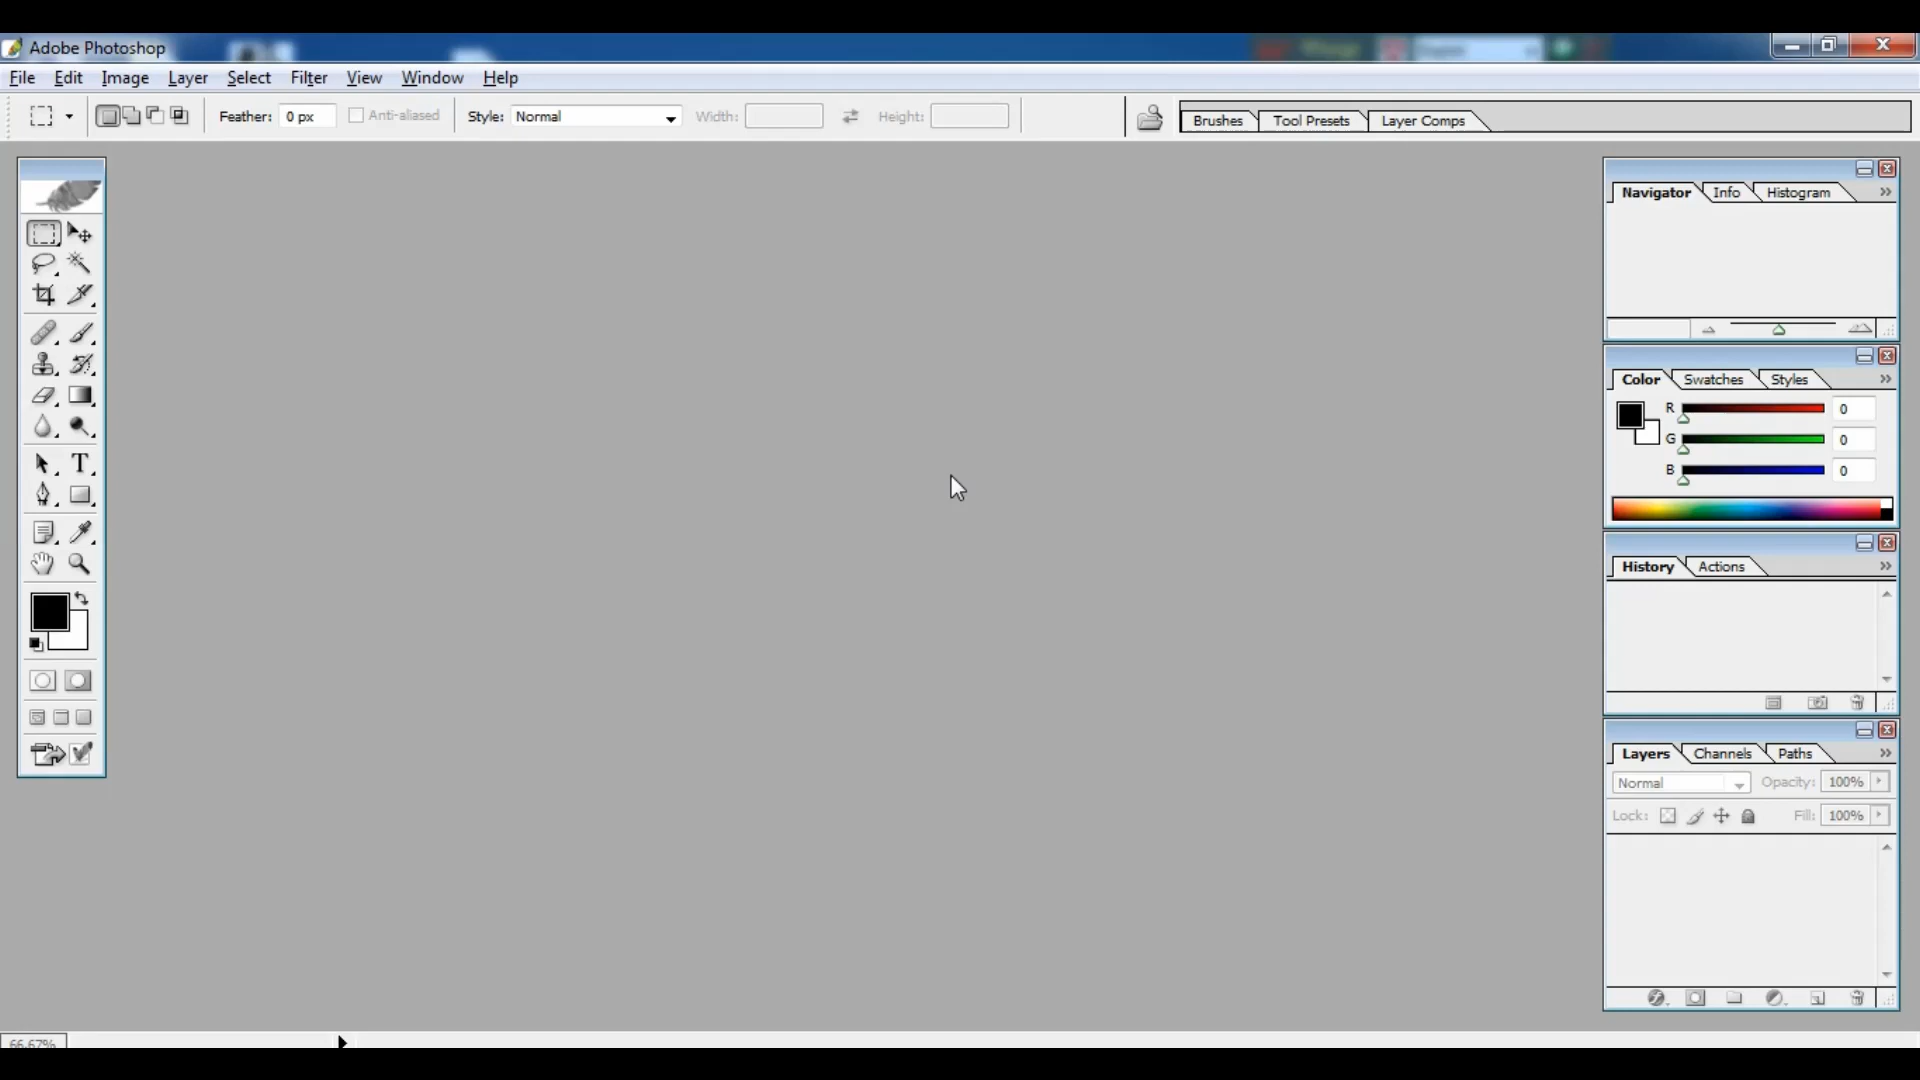 Adobe Photoshop
File Edit Image Layer Select Filter View Window Help
Feather: 0 px Anti-aliased Style: Normal Width: Height: Brushes Tool Presets Layer Comps
Navigator Info Histogram
Color Swatches Styles
R 0
G 0
B 0
History Actions
Layers Channels Paths
Normal Opacity: 100%
Lock: Fill: 100%
66.67%